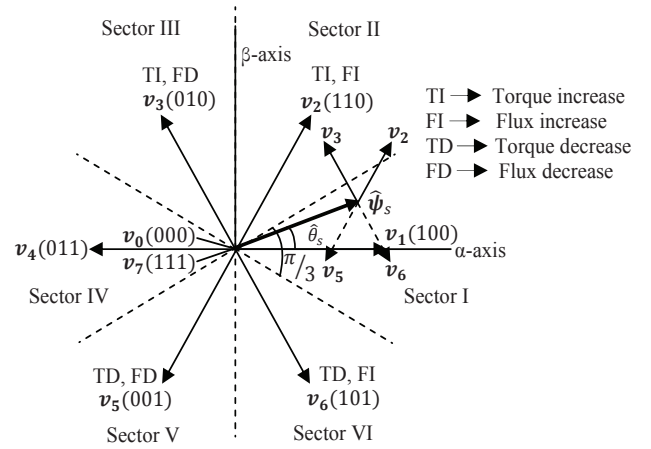 Sector III
Sector II
β-axis
TI, FD
v₃(010)
TI, FI
v₂(110)
v₃
v₂
TI → Torque increase
FI → Flux increase
TD → Torque decrease
FD → Flux decrease
ψ̂ₛ
θ̂ₛ
π/3
v₀(000)
v₄(011)
v₇(111)
v₁(100)
α-axis
v₅
v₆
Sector IV
Sector I
TD, FD
v₅(001)
TD, FI
v₆(101)
Sector V
Sector VI